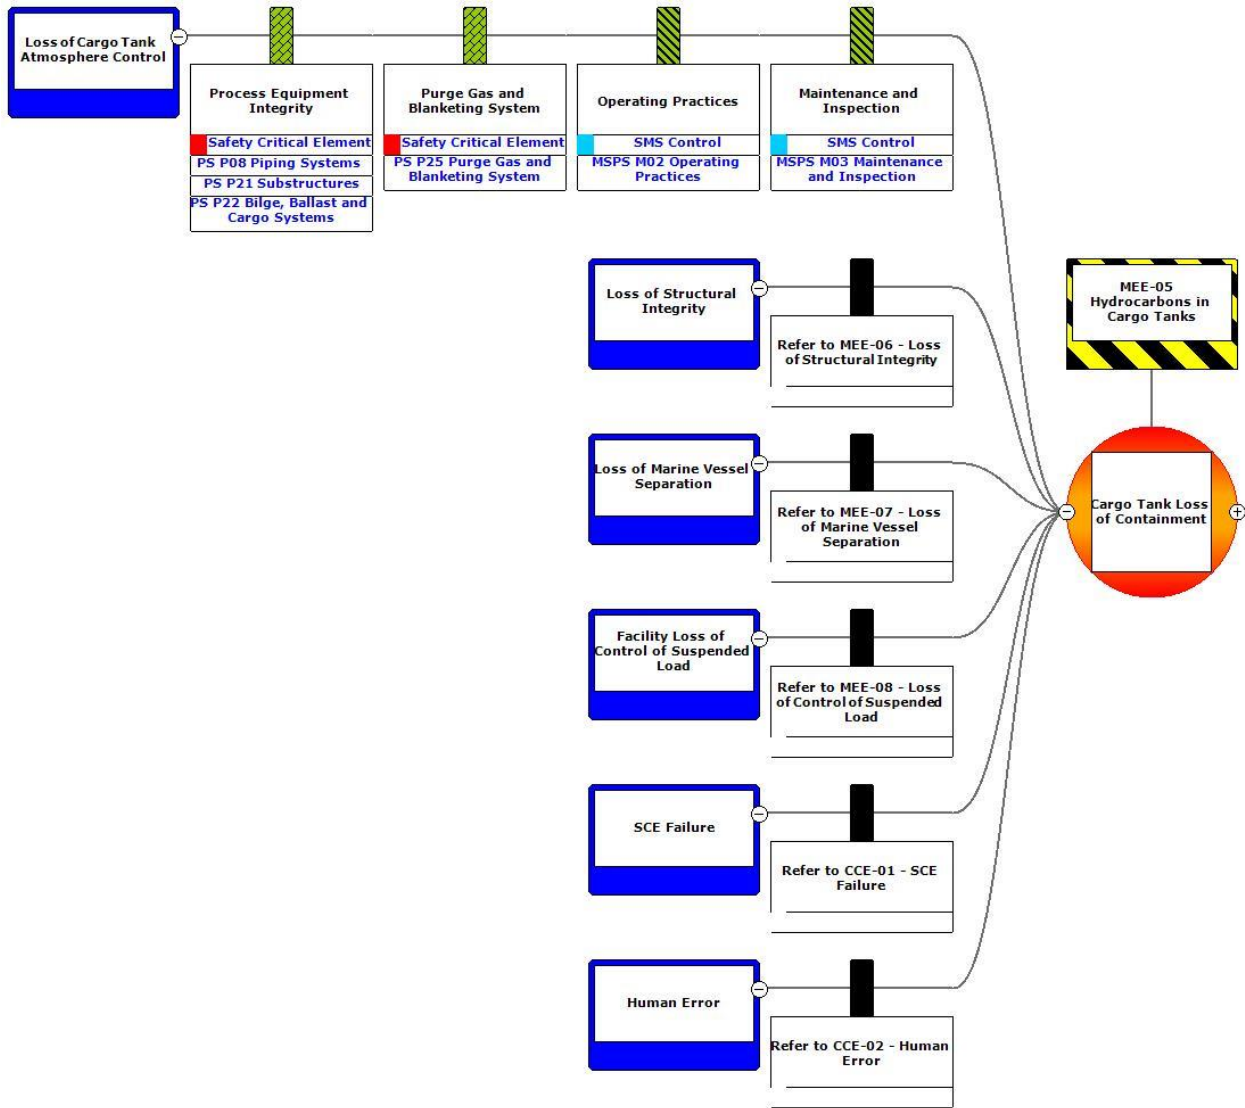 Loss of Cargo Tank
Atmosphere Control
Process Equipment
Integrity
Safety Critical Element
PS P08 Piping Systems
PS P21 Substructures
PS P22 Bilge, Ballast and
Cargo Systems
Purge Gas and
Blanketing System
Safety Critical Element
PS P25 Purge Gas and
Blanketing System
Operating Practices
SMS Control
MSPS M02 Operating
Practices
Maintenance and
Inspection
SMS Control
MSPS M03 Maintenance
and Inspection
Loss of Structural
Integrity
Refer to MEE-06 - Loss
of Structural Integrity
MEE-05
Hydrocarbons in
Cargo Tanks
Loss of Marine Vessel
Separation
Refer to MEE-07 - Loss
of Marine Vessel
Separation
Cargo Tank Loss
of Containment
Facility Loss of
Control of Suspended
Load
Refer to MEE-08 - Loss
of Control of Suspended
Load
SCE Failure
Refer to CCE-01 - SCE
Failure
Human Error
Refer to CCE-02 - Human
Error